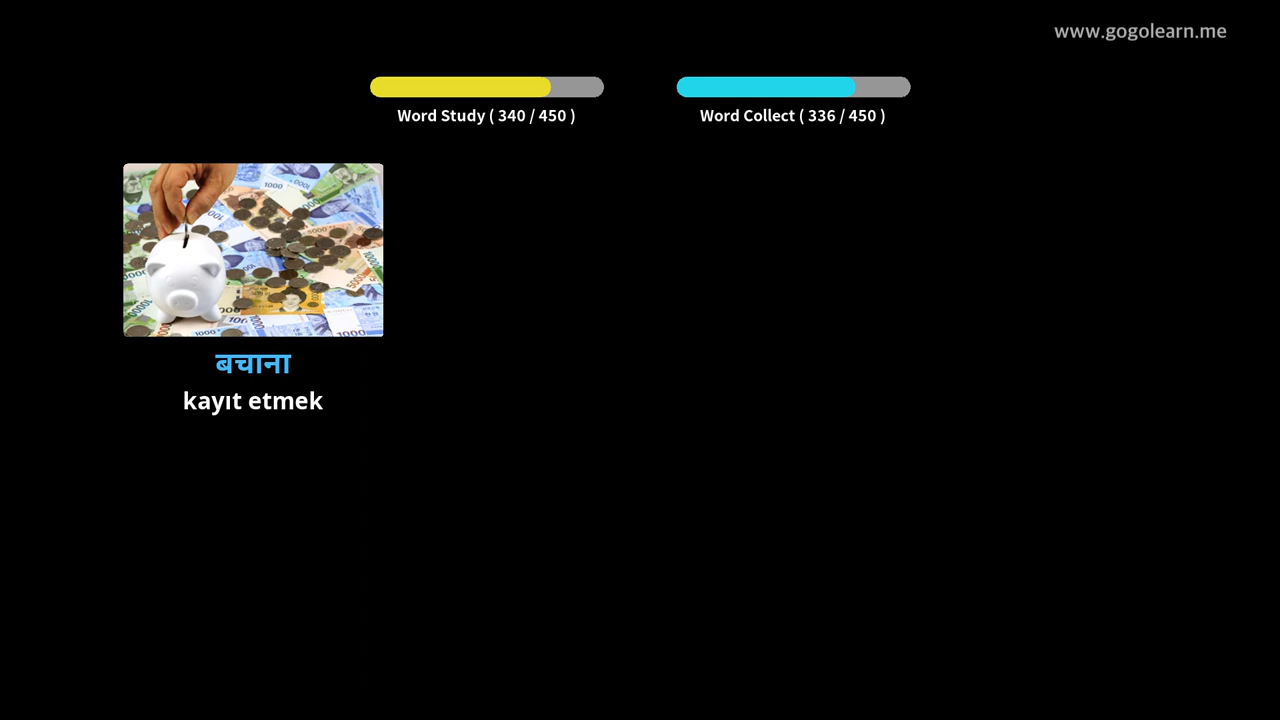 www.gogolearn.me
Word Study ( 340 / 450 )
Word Collect ( 336 / 450 )
बचाना
kayıt etmek